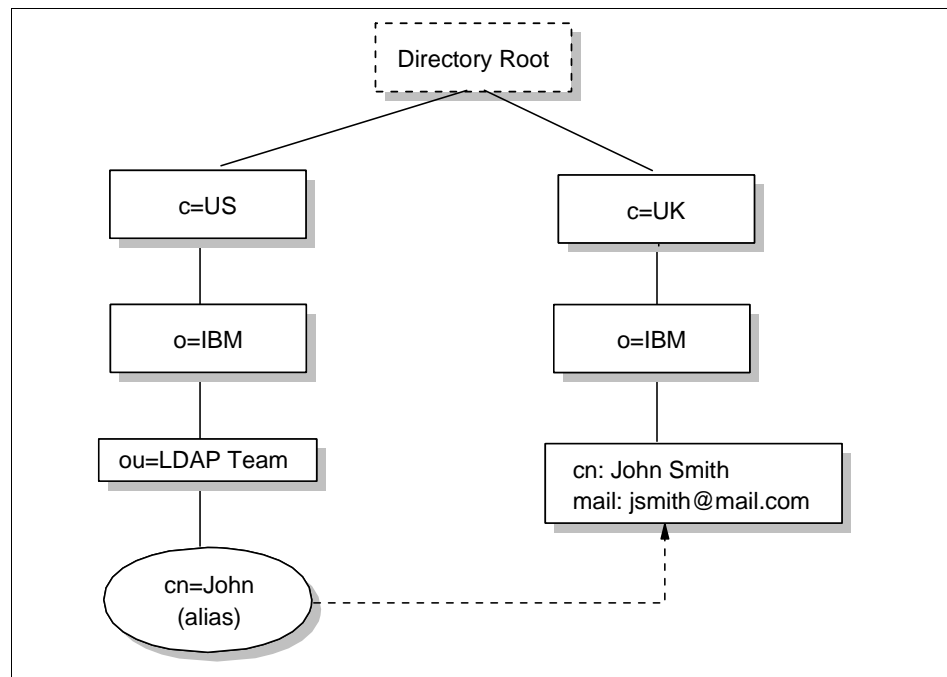 Directory Root
c=US
c=UK
o=IBM
o=IBM
ou=LDAP Team
cn: John Smith
mail: jsmith@mail.com
cn=John
(alias)